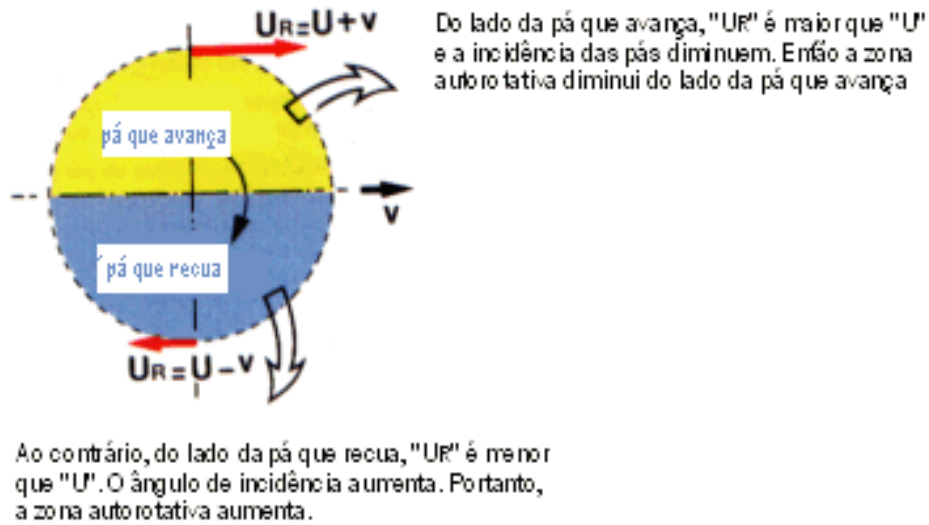 UR=U+v
Do lado da pá que avança, "UR" é maior que "U"
e a incidência das pás diminuem. Então a zona
autorotativa diminui do lado da pá que avança
pá que avança
v
pá que recua
UR=U-v
Ao contrário, do lado da pá que recua, "UR" é menor
que "U". O ângulo de incidência aumenta. Portanto,
a zona autorotativa aumenta.